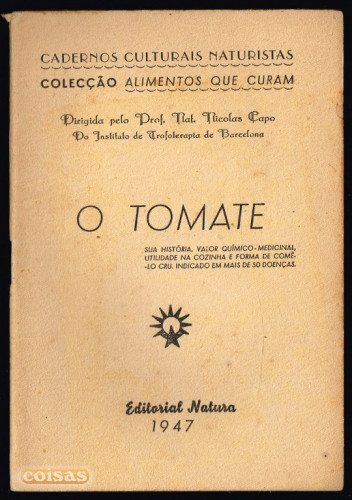 CADERNOS CULTURAIS NATURISTAS
COLECÇÃO ALIMENTOS QUE CURAM
Dirigida pelo Prof. Nat. Nicolas Capo
Do Instituto de Trofoterapia de Barcelona
O TOMATE
SUA HISTÓRIA, VALOR QUÍMICO-MEDICINAL,
UTILIDADE NA COZINHA E FORMA DE COMÊ-
-LO CRU. INDICADO EM MAIS DE 50 DOENÇAS.
Editorial Natura
1947
coisas